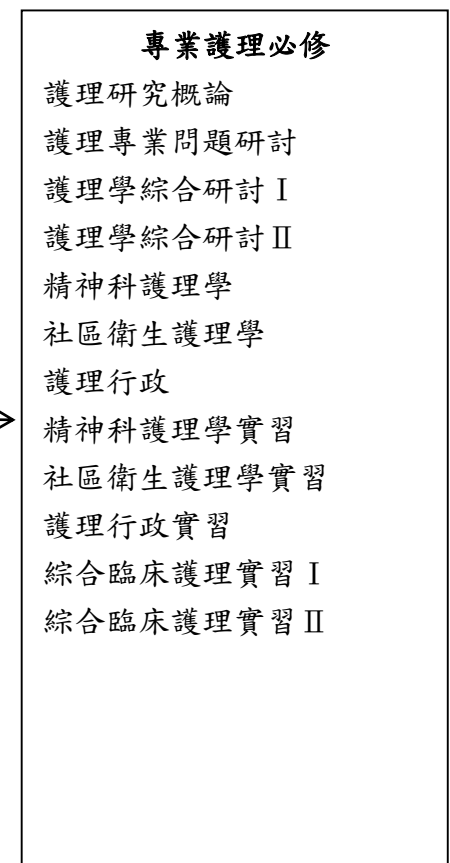 專業護理必修
護理研究概論
護理專業問題研討
護理學綜合研討Ⅰ
護理學綜合研討Ⅱ
精神科護理學
社區衛生護理學
護理行政
精神科護理學實習
社區衛生護理學實習
護理行政實習
綜合臨床護理實習Ⅰ
綜合臨床護理實習Ⅱ